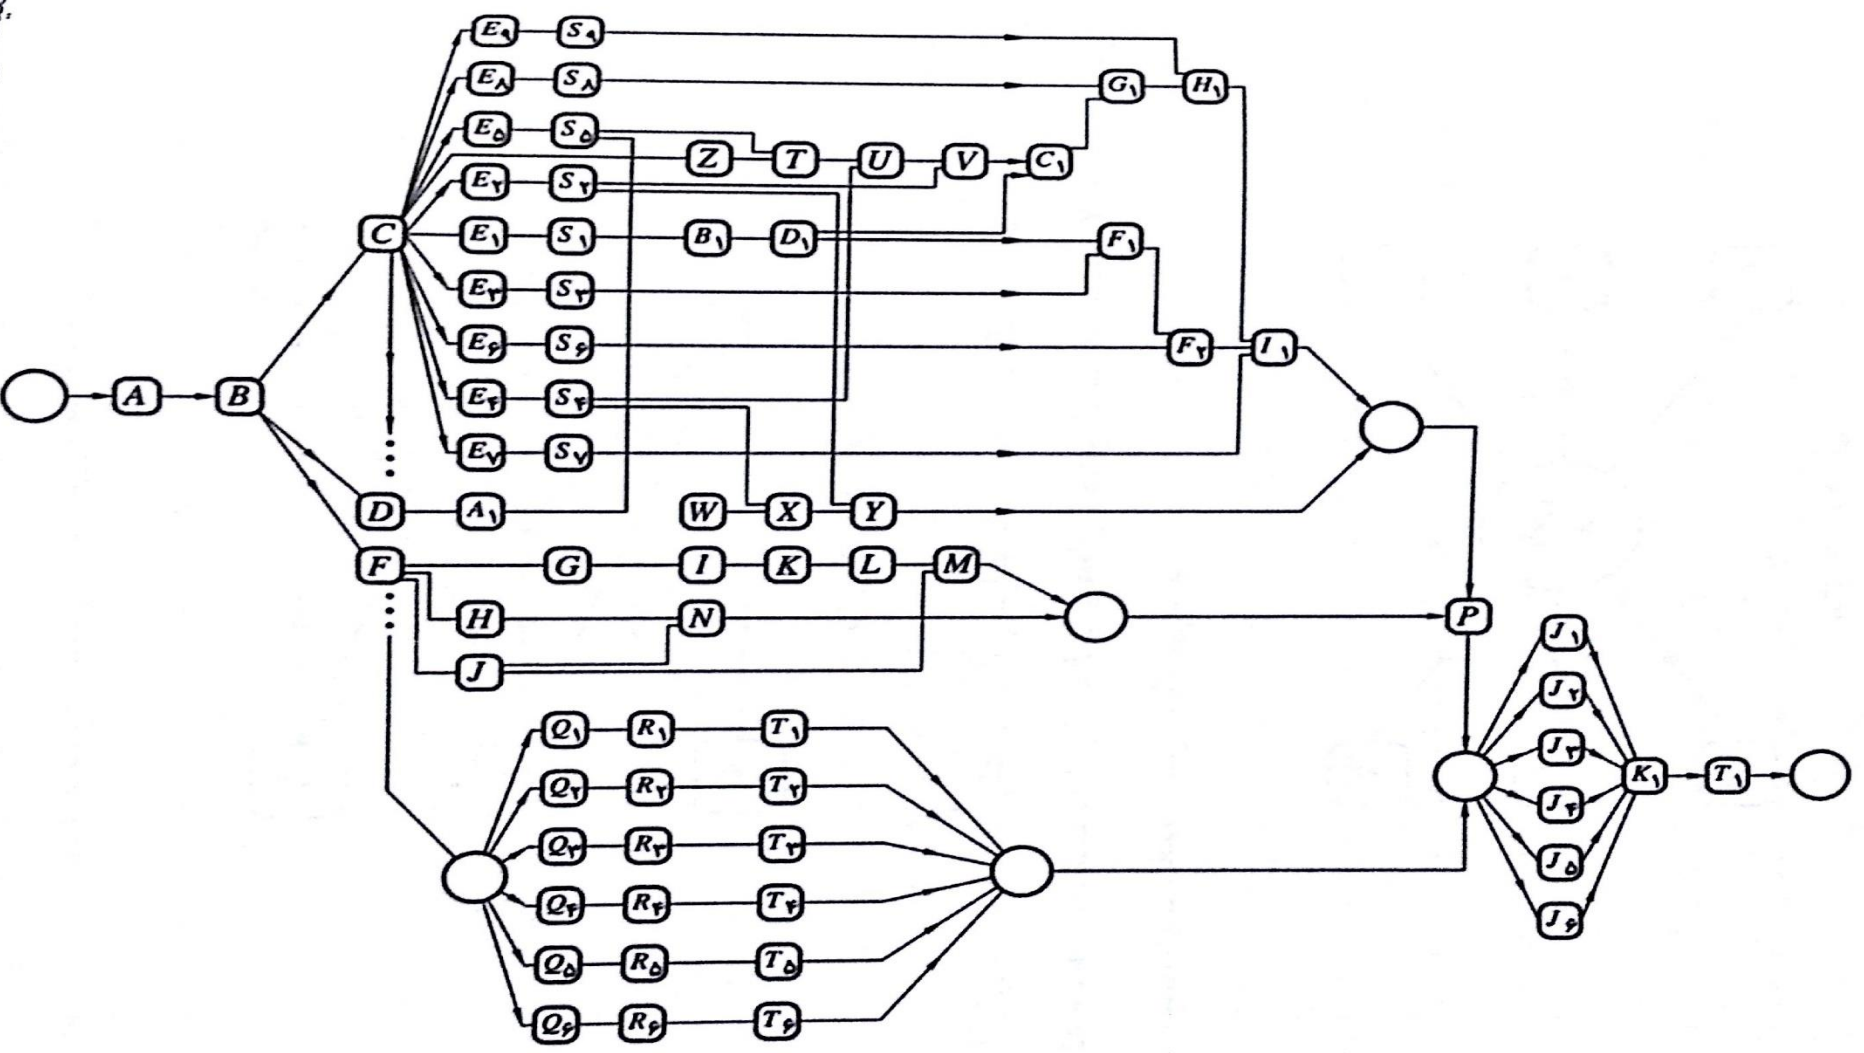 E۹ S۹
E۸ S۸ G۱ H۱
E۵ S۵
Z T U V C۱
E۲ S۲
C E۱ S۱ B۱ D۱ F۱
E۳ S۳
E۶ S۶ F۲ I۱
A B E۴ S۴
E۷ S۷
D A۱ W X Y
F G I K L M
H N P
J۱
J
J۲
Q۱ R۱ T۱
J۳
K۱ T۱
Q۲ R۲ T۲
J۴
Q۳ R۳ T۳
J۵
Q۴ R۴ T۴
J۶
Q۵ R۵ T۵
Q۶ R۶ T۶